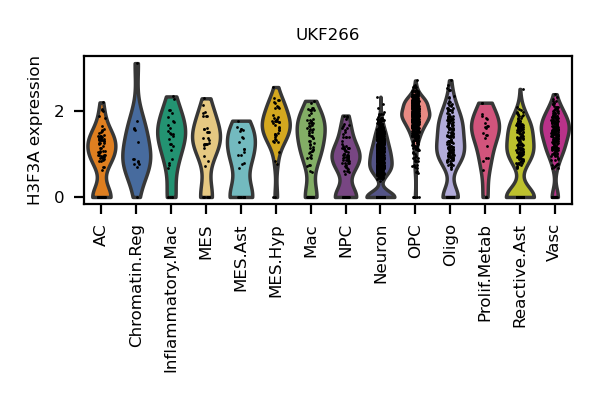 UKF266
H3F3A expression
2
0
AC
Chromatin.Reg
Inflammatory.Mac
MES
MES.Ast
MES.Hyp
Mac
NPC
Neuron
OPC
Oligo
Prolif.Metab
Reactive.Ast
Vasc